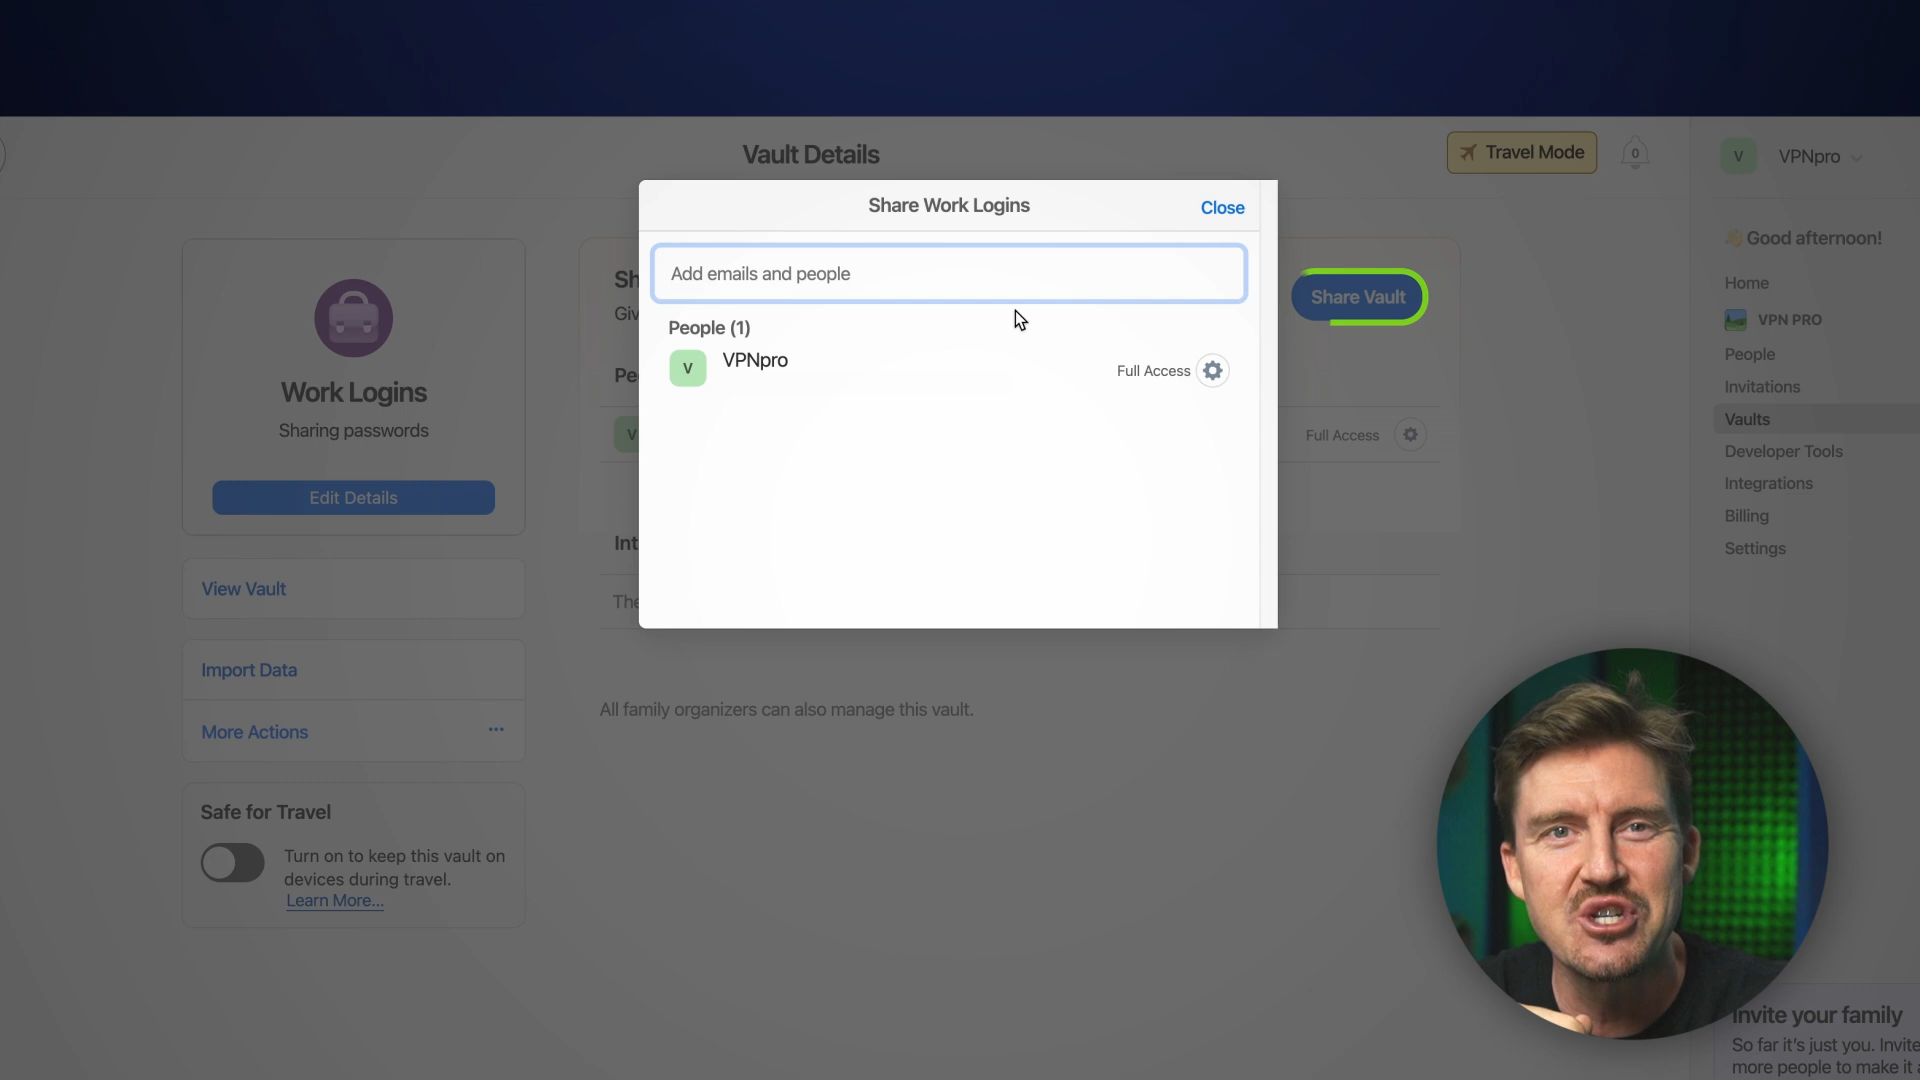 Vault Details
Travel Mode
0
V
VPNpro
Share Work Logins
Close
Add emails and people
People (1)
V
VPNpro
Full Access
Share Vault
V
Full Access
Work Logins
Sharing passwords
Edit Details
View Vault
Import Data
More Actions
Safe for Travel
Turn on to keep this vault on
devices during travel.
Learn More...
All family organizers can also manage this vault.
👋 Good afternoon!
Home
VPN PRO
People
Invitations
Vaults
Developer Tools
Integrations
Billing
Settings
Invite your family
So far it's just you. Invite
more people to make it